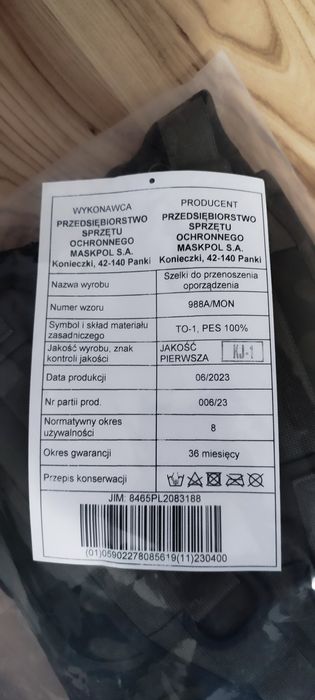 WYKONAWCA
PRZEDSIĘBIORSTWO
SPRZĘTU
OCHRONNEGO
MASKPOL S.A.
Konieczki, 42-140 Panki
PRODUCENT
PRZEDSIĘBIORSTWO
SPRZĘTU
OCHRONNEGO
MASKPOL S.A.
Konieczki, 42-140 Panki
Nazwa wyrobu
Szelki do przenoszenia
oporządzenia
Numer wzoru
988A/MON
Symbol i skład materiału
zasadniczego
TO-1, PES 100%
Jakość wyrobu, znak
kontroli jakości
JAKOŚĆ
PIERWSZA
KJ-1
Data produkcji
06/2023
Nr partii prod.
006/23
Normatywny okres
używalności
8
Okres gwarancji
36 miesięcy
Przepis konserwacji
JIM: 8465PL2083188
(01)05902278085619(11)230400